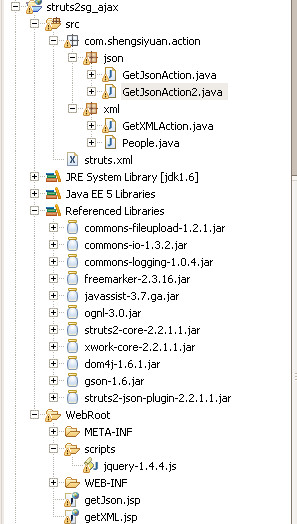 struts2sg_ajax
src
com.shengsiyuan.action
json
GetJsonAction.java
GetJsonAction2.java
xml
GetXMLAction.java
People.java
struts.xml
JRE System Library [jdk1.6]
Java EE 5 Libraries
Referenced Libraries
commons-fileupload-1.2.1.jar
commons-io-1.3.2.jar
commons-logging-1.0.4.jar
freemarker-2.3.16.jar
javassist-3.7.ga.jar
ognl-3.0.jar
struts2-core-2.2.1.1.jar
xwork-core-2.2.1.1.jar
dom4j-1.6.1.jar
gson-1.6.jar
struts2-json-plugin-2.2.1.1.jar
WebRoot
META-INF
scripts
jquery-1.4.4.js
WEB-INF
getJson.jsp
getXML.jsp